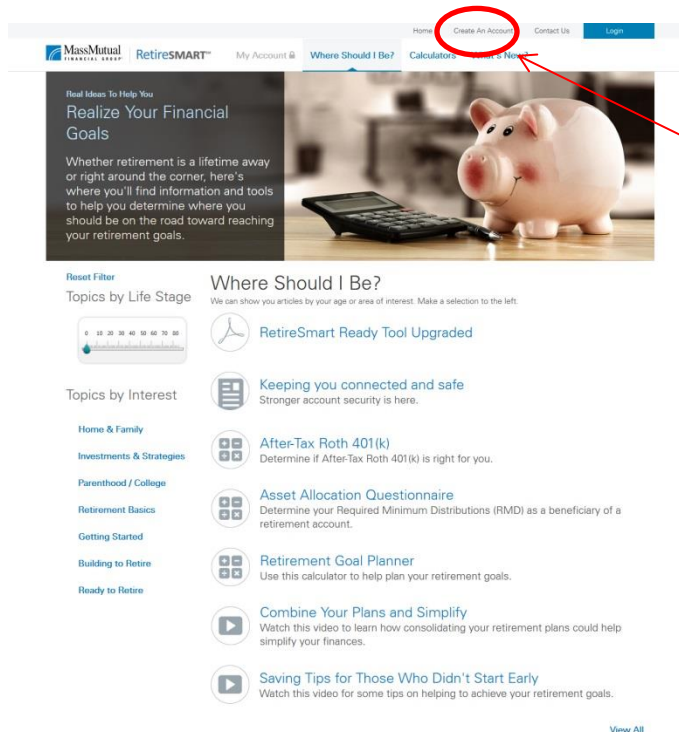 Home Create An Account Contact Us Login
MassMutual
FINANCIAL GROUP
RetireSMART℠ My Account Where Should I Be? Calculators What's New?
Real Ideas To Help You
Realize Your Financial
Goals
Whether retirement is a lifetime away
or right around the corner, here's
where you'll find information and tools
to help you determine where you
should be on the road toward reaching
your retirement goals.
Reset Filter
Topics by Life Stage
0 10 20 30 40 50 60 70 80
Topics by Interest
Home & Family
Investments & Strategies
Parenthood / College
Retirement Basics
Getting Started
Building to Retire
Ready to Retire
Where Should I Be?
We can show you articles by your age or area of interest. Make a selection to the left.
RetireSmart Ready Tool Upgraded
Keeping you connected and safe
Stronger account security is here.
After-Tax Roth 401(k)
Determine if After-Tax Roth 401(k) is right for you.
Asset Allocation Questionnaire
Determine your Required Minimum Distributions (RMD) as a beneficiary of a
retirement account.
Retirement Goal Planner
Use this calculator to help plan your retirement goals.
Combine Your Plans and Simplify
Watch this video to learn how consolidating your retirement plans could help
simplify your finances.
Saving Tips for Those Who Didn't Start Early
Watch this video for some tips on helping to achieve your retirement goals.
View All